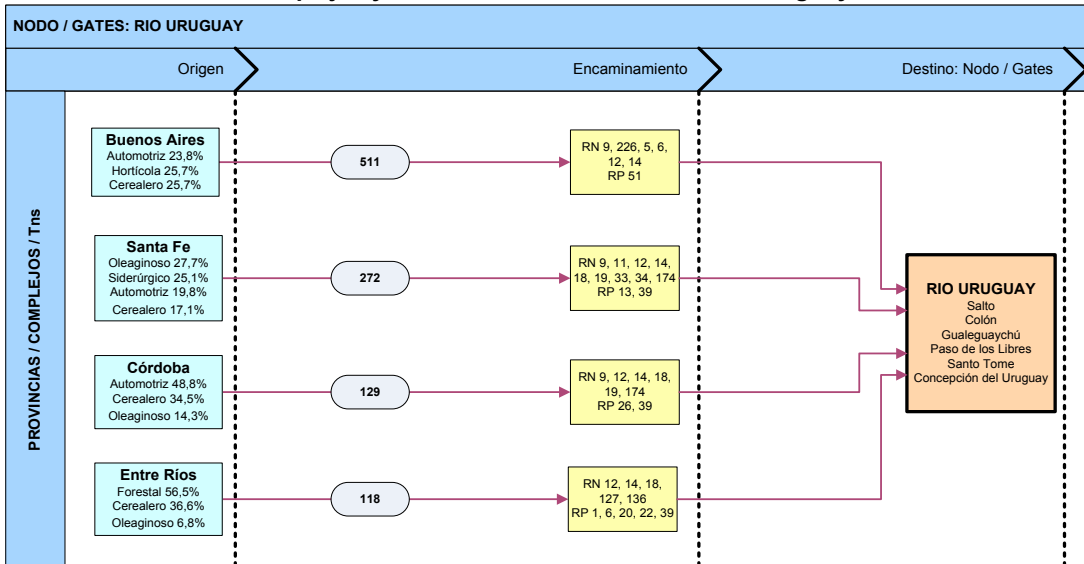 NODO / GATES: RIO URUGUAY
Origen
Encaminamiento
Destino: Nodo / Gates
PROVINCIAS / COMPLEJOS / Tns
Buenos Aires
Automotriz 23,8%
Hortícola 25,7%
Cerealero 25,7%
511
RN 9, 226, 5, 6,
12, 14
RP 51
Santa Fe
Oleaginoso 27,7%
Siderúrgico 25,1%
Automotriz 19,8%
Cerealero 17,1%
272
RN 9, 11, 12, 14,
18, 19, 33, 34, 174
RP 13, 39
Córdoba
Automotriz 48,8%
Cerealero 34,5%
Oleaginoso 14,3%
129
RN 9, 12, 14, 18,
19, 174
RP 26, 39
Entre Ríos
Forestal 56,5%
Cerealero 36,6%
Oleaginoso 6,8%
118
RN 12, 14, 18,
127, 136
RP 1, 6, 20, 22, 39
RIO URUGUAY
Salto
Colón
Gualeguaychú
Paso de los Libres
Santo Tome
Concepción del Uruguay